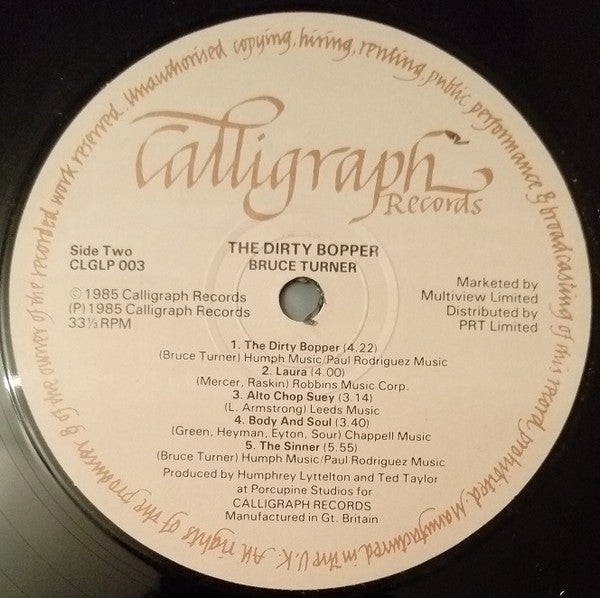 All rights of the producer & of the owner of the recorded work reserved. Unauthorised copying, hiring, renting, public performance & broadcasting of this record prohibited. Manufactured in the U.K.
Calligraph
Records
THE DIRTY BOPPER
BRUCE TURNER
Side Two
CLGLP 003
© 1985 Calligraph Records
(P) 1985 Calligraph Records
33⅓ RPM
Marketed by
Multiview Limited
Distributed by
PRT Limited
1. The Dirty Bopper (4.22)
(Bruce Turner) Humph Music/Paul Rodriguez Music
2. Laura (4.00)
(Mercer, Raskin) Robbins Music Corp.
3. Alto Chop Suey (3.14)
(L. Armstrong) Leeds Music
4. Body And Soul (3.40)
(Green, Heyman, Eyton, Sour) Chappell Music
5. The Sinner (5.55)
(Bruce Turner) Humph Music/Paul Rodriguez Music
Produced by Humphrey Lyttelton and Ted Taylor
at Porcupine Studios for
CALLIGRAPH RECORDS
Manufactured in Gt. Britain